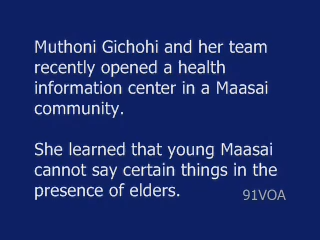 Muthoni Gichohi and her team
recently opened a health
information center in a Maasai
community.
She learned that young Maasai
cannot say certain things in the
presence of elders.
91VOA